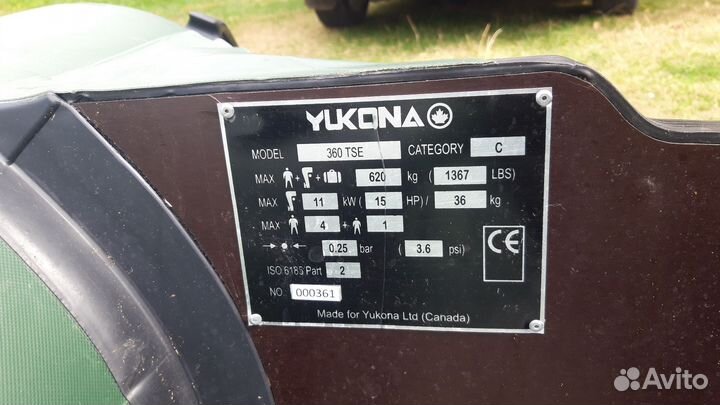 YUKONA
MODEL 360 TSE CATEGORY C
MAX + + 620 kg ( 1367 LBS)
MAX 11 kW ( 15 HP)/ 36 kg
MAX 4 + 1
0.25 bar ( 3.6 psi)
CE
ISO 6185 Part 2
NO 000361
Made for Yukona Ltd (Canada)
Avito